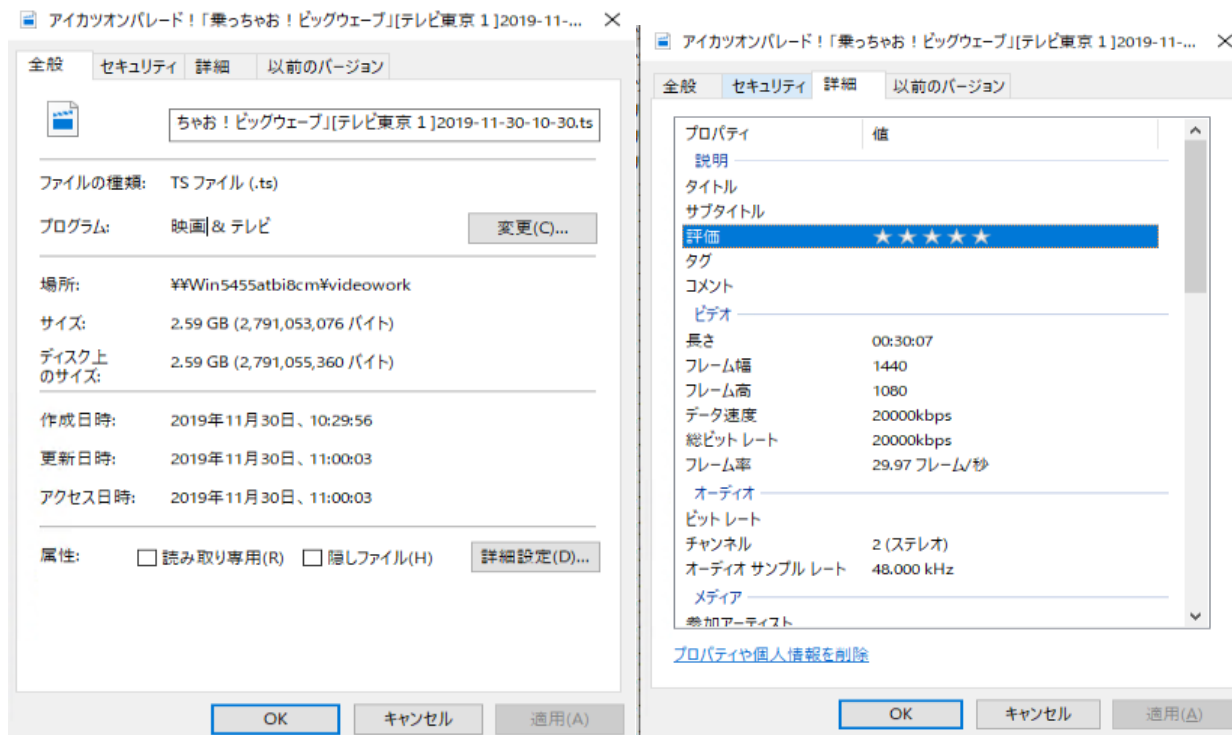 アイカツオンパレード！「乗っちゃお！ビッグウェーブ」[テレビ東京１]2019-11-...
全般 セキュリティ 詳細 以前のバージョン
ちゃお！ビッグウェーブ」[テレビ東京１]2019-11-30-10-30.ts
ファイルの種類: TS ファイル (.ts)
プログラム: 映画 & テレビ 変更(C)...
場所: ¥¥Win5455atbi8cm¥videowork
サイズ: 2.59 GB (2,791,053,076 バイト)
ディスク上
のサイズ: 2.59 GB (2,791,055,360 バイト)
作成日時: 2019年11月30日、10:29:56
更新日時: 2019年11月30日、11:00:03
アクセス日時: 2019年11月30日、11:00:03
属性: 読み取り専用(R) 隠しファイル(H) 詳細設定(D)...
OK キャンセル 適用(A)
アイカツオンパレード！「乗っちゃお！ビッグウェーブ」[テレビ東京１]2019-11-...
全般 セキュリティ 詳細 以前のバージョン
プロパティ 値
説明
タイトル
サブタイトル
評価 ★★★★★
タグ
コメント
ビデオ
長さ 00:30:07
フレーム幅 1440
フレーム高 1080
データ速度 20000kbps
総ビット レート 20000kbps
フレーム率 29.97 フレーム/秒
オーディオ
ビット レート
チャンネル 2 (ステレオ)
オーディオ サンプル レート 48.000 kHz
メディア
参加アーティスト
プロパティや個人情報を削除
OK キャンセル 適用(A)